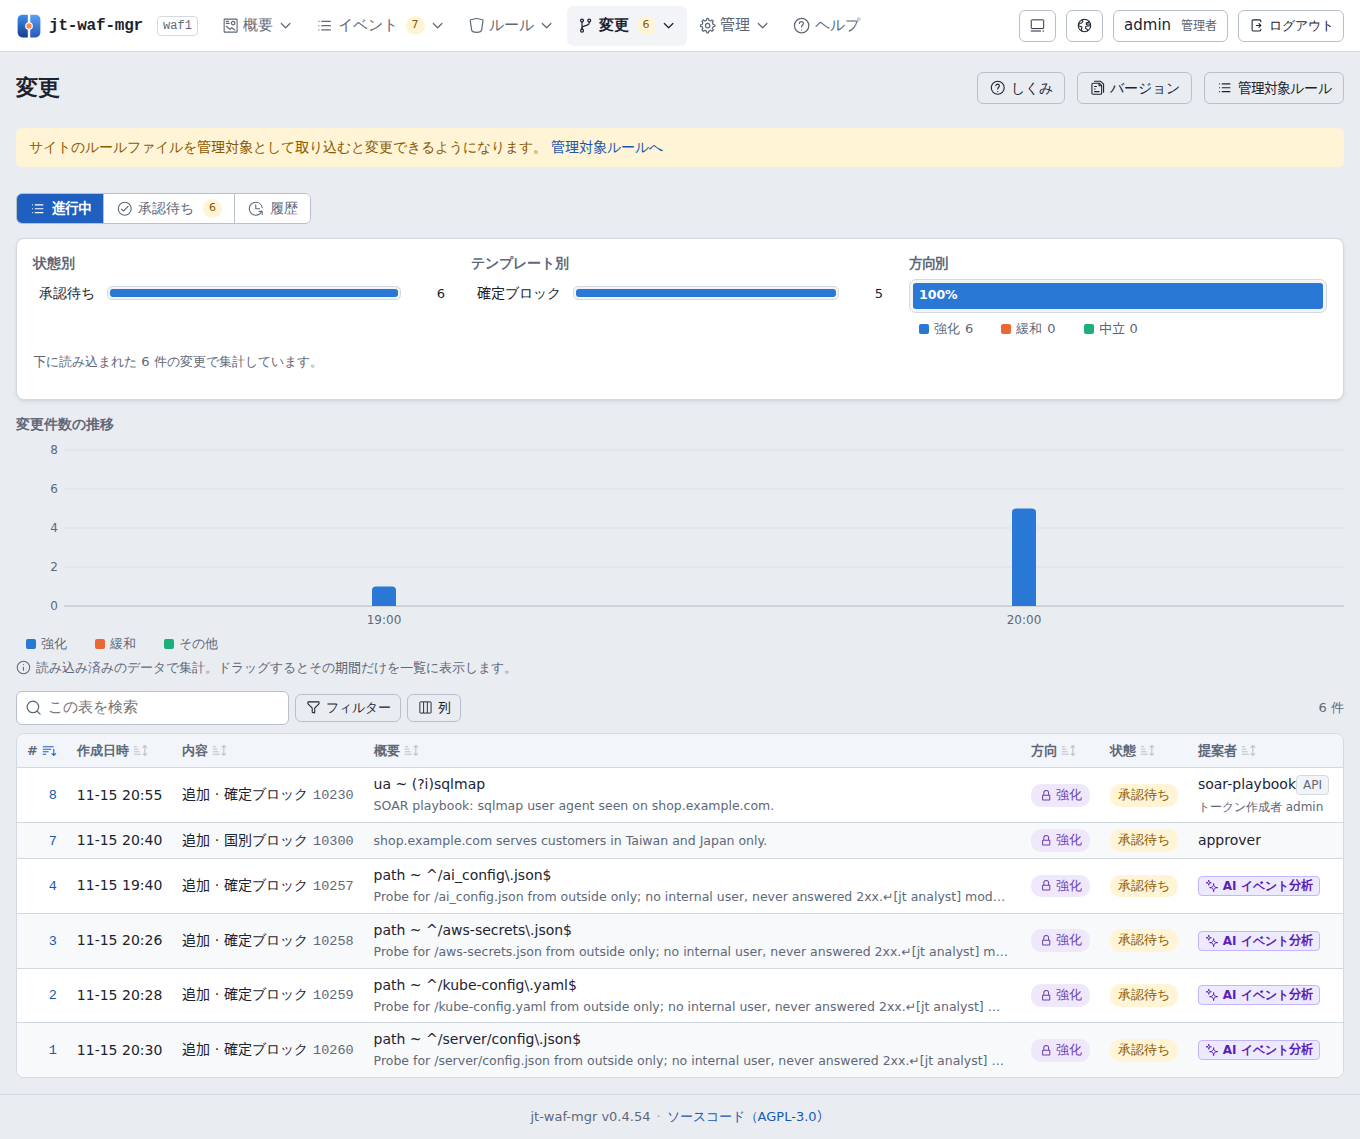 jt-waf-mgr waf1 概要 イベント 7 ルール 変更 6 管理 ヘルプ admin 管理者 ログアウト
変更 しくみ バージョン 管理対象ルール
サイトのルールファイルを管理対象として取り込むと変更できるようになります。 管理対象ルールへ
進行中 承認待ち 6 履歴
状態別 テンプレート別 方向別
承認待ち 6 確定ブロック 5 100%
強化 6 緩和 0 中立 0
下に読み込まれた 6 件の変更で集計しています。
変更件数の推移
8
6
4
2
0
19:00 20:00
強化 緩和 その他
読み込み済みのデータで集計。ドラッグするとその期間だけを一覧に表示します。
この表を検索 フィルター 列 6 件
# 作成日時 内容 概要 方向 状態 提案者
8 11-15 20:55 追加 · 確定ブロック 10230 ua ~ (?i)sqlmap 強化 承認待ち soar-playbook API
SOAR playbook: sqlmap user agent seen on shop.example.com. トークン作成者 admin
7 11-15 20:40 追加 · 国別ブロック 10300 shop.example.com serves customers in Taiwan and Japan only. 強化 承認待ち approver
4 11-15 19:40 追加 · 確定ブロック 10257 path ~ ^/ai_config\.json$ 強化 承認待ち AI イベント分析
Probe for /ai_config.json from outside only; no internal user, never answered 2xx.↵[jt analyst] mod…
3 11-15 20:26 追加 · 確定ブロック 10258 path ~ ^/aws-secrets\.json$ 強化 承認待ち AI イベント分析
Probe for /aws-secrets.json from outside only; no internal user, never answered 2xx.↵[jt analyst] m…
2 11-15 20:28 追加 · 確定ブロック 10259 path ~ ^/kube-config\.yaml$ 強化 承認待ち AI イベント分析
Probe for /kube-config.yaml from outside only; no internal user, never answered 2xx.↵[jt analyst] …
1 11-15 20:30 追加 · 確定ブロック 10260 path ~ ^/server/config\.json$ 強化 承認待ち AI イベント分析
Probe for /server/config.json from outside only; no internal user, never answered 2xx.↵[jt analyst] …
jt-waf-mgr v0.4.54 · ソースコード（AGPL-3.0）